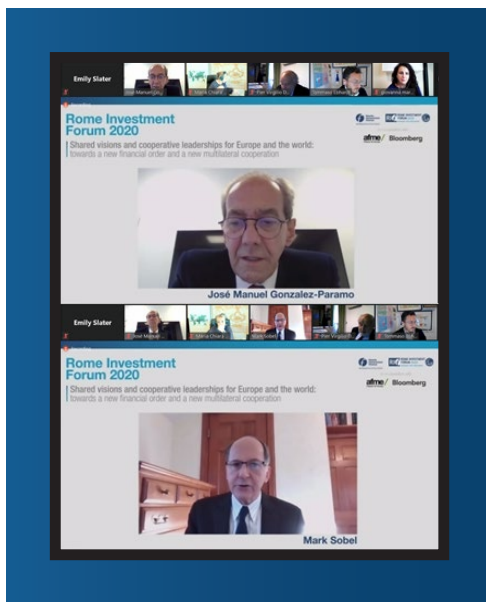 Emily Slater
Rome Investment
Forum 2020
Shared visions and cooperative leaderships for Europe and the world:
towards a new financial order and a new multilateral cooperation
afme/ Bloomberg
José Manuel Gonzalez-Paramo
Emily Slater
Rome Investment
Forum 2020
Shared visions and cooperative leaderships for Europe and the world:
towards a new financial order and a new multilateral cooperation
afme/ Bloomberg
Mark Sobel